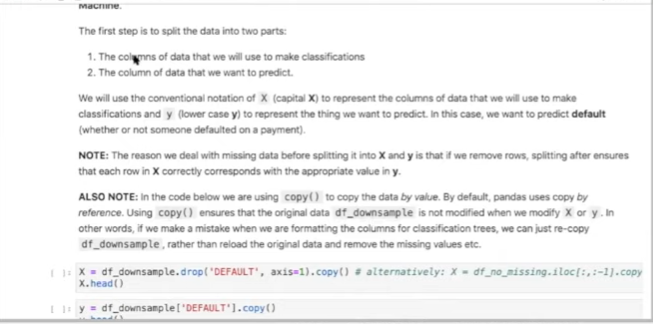 Machine.
The first step is to split the data into two parts:
1. The columns of data that we will use to make classifications
2. The column of data that we want to predict.
We will use the conventional notation of X (capital X) to represent the columns of data that we will use to make
classifications and y (lower case y) to represent the thing we want to predict. In this case, we want to predict default
(whether or not someone defaulted on a payment).
NOTE: The reason we deal with missing data before splitting it into X and y is that if we remove rows, splitting after ensures
that each row in X correctly corresponds with the appropriate value in y.
ALSO NOTE: In the code below we are using copy() to copy the data by value. By default, pandas uses copy by
reference. Using copy() ensures that the original data df_downsample is not modified when we modify X or y. In
other words, if we make a mistake when we are formatting the columns for classification trees, we can just re-copy
df_downsample, rather than reload the original data and remove the missing values etc.
[ ]: X = df_downsample.drop('DEFAULT', axis=1).copy() # alternatively: X = df_no_missing.iloc[:,:-1].copy
X.head()
[ ]: y = df_downsample['DEFAULT'].copy()
y.head()